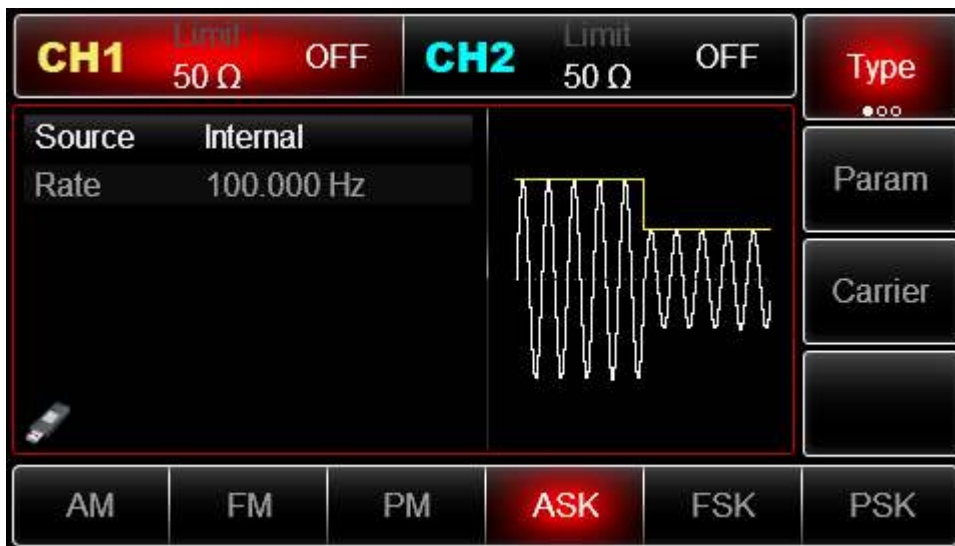 CH1 Limit 50 Ω OFF CH2 Limit 50 Ω OFF Type
Source Internal
Rate 100.000 Hz
Param
Carrier
AM FM PM ASK FSK PSK